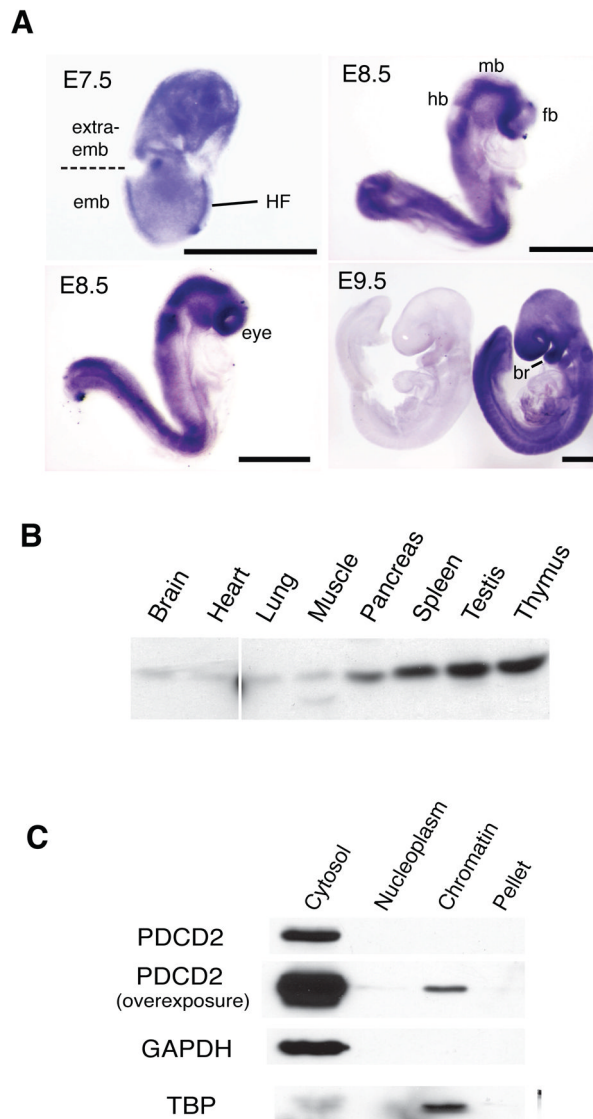 A
E7.5
extra-
emb
emb
HF
E8.5
mb
hb
fb
E8.5
eye
E9.5
br
B
Brain
Heart
Lung
Muscle
Pancreas
Spleen
Testis
Thymus
C
Cytosol
Nucleoplasm
Chromatin
Pellet
PDCD2
PDCD2
(overexposure)
GAPDH
TBP